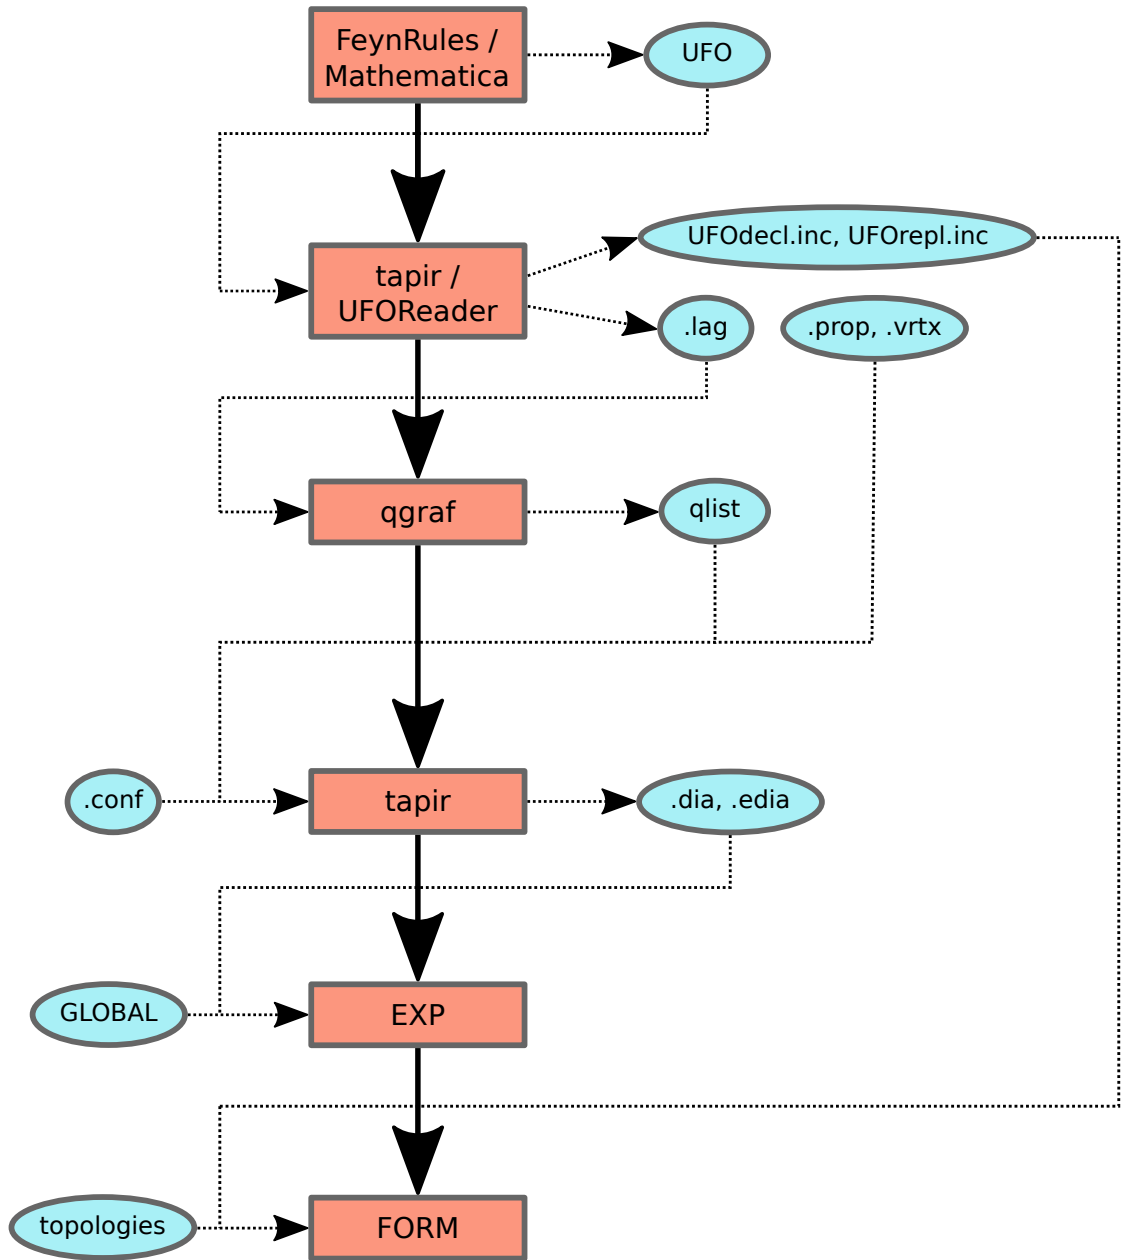 FeynRules /
Mathematica
UFO
UFOdecl.inc, UFOrepl.inc
tapir /
UFOReader
.lag
.prop, .vrtx
qgraf
qlist
.conf
tapir
.dia, .edia
GLOBAL
EXP
topologies
FORM